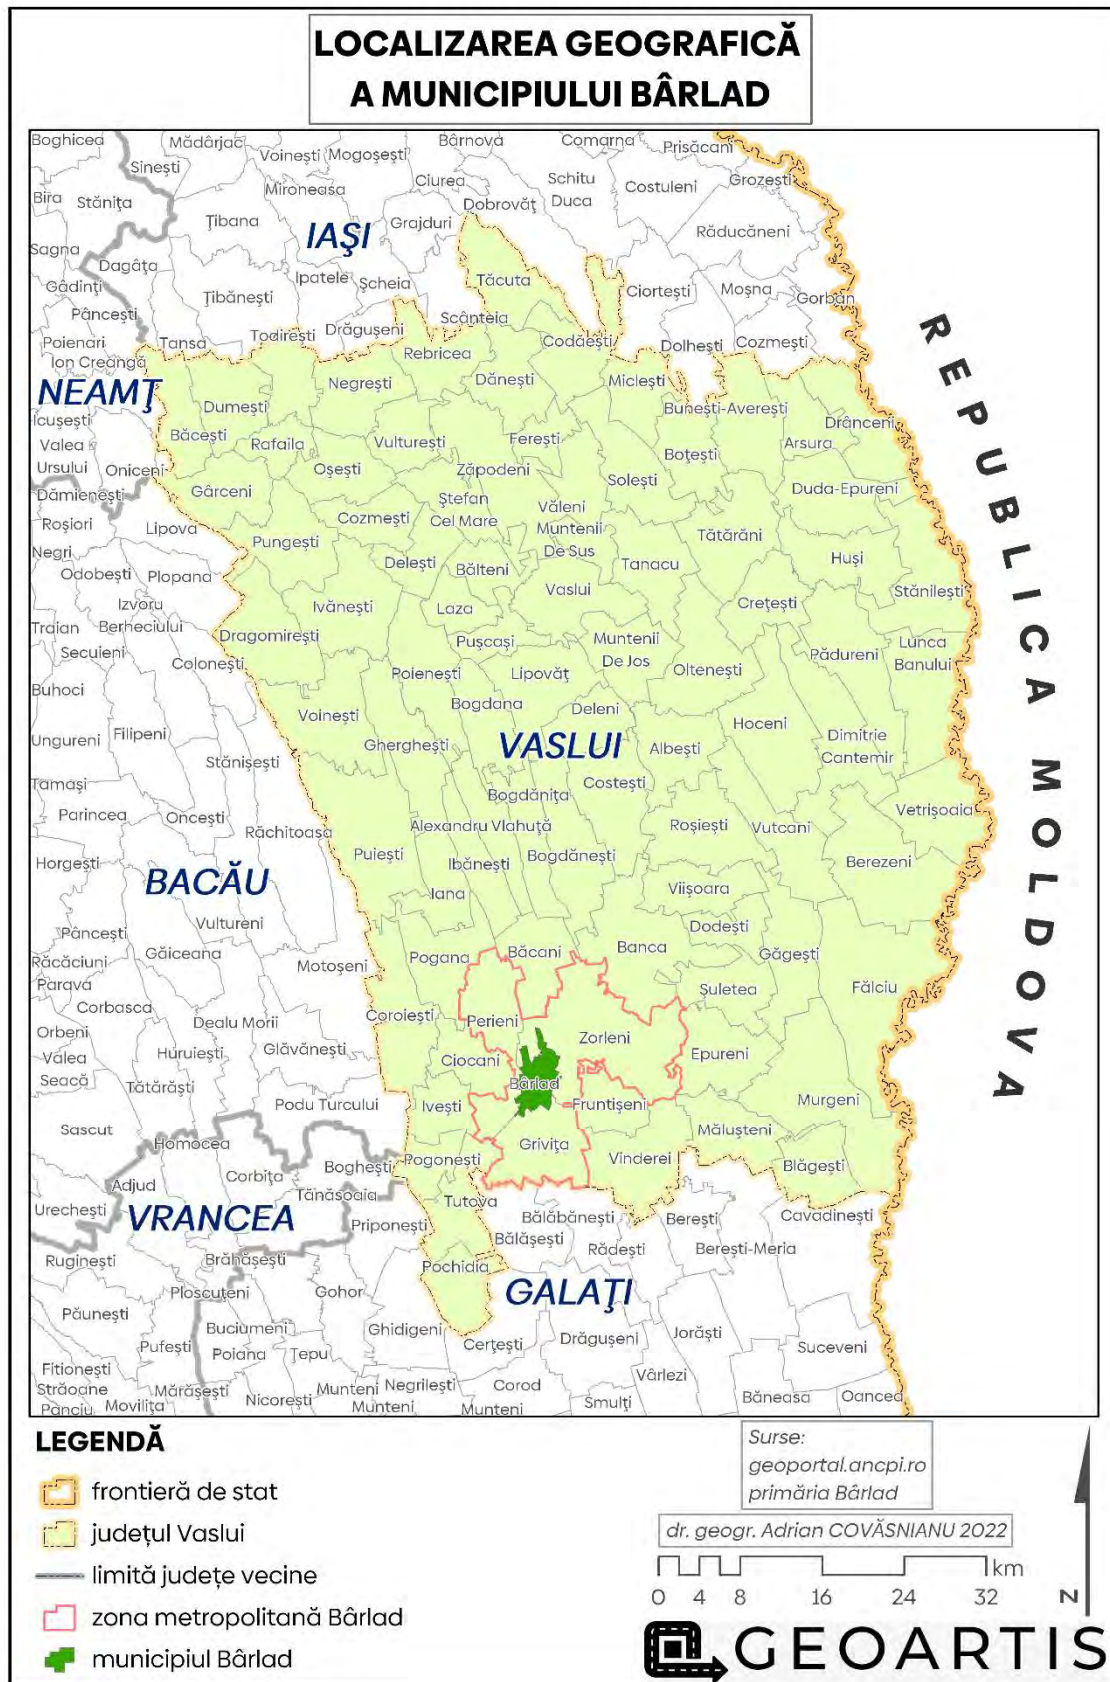 LOCALIZAREA GEOGRAFICĂ
A MUNICIPIULUI BÂRLAD
Boghicea
Mădârjac
Voinești
Mogoșești
Bârnova
Comarna
Prisăcani
Sinești
Mironeasa
Ciurea
Schitu
Duca
Costuleni
Grozești
Bira
Stănița
Țibana
Grajduri
Dobrovăț
IAȘI
Răducăneni
Sagna
Dagâța
Gâdinți
Ipatele
Șcheia
Tăcuta
Ciortești
Moșna
Gorban
Țibănești
Pâncești
Scânteia
Poienari
Tansa
Todirești
Drăgușeni
Codăești
Dolhești
Cozmești
Ion Creangă
Rebricea
NEAMȚ
Negrești
Dănești
Miclești
Icușești
Dumești
Bunești-Averești
Drânceni
Valea
Ursului
Băcești
Rafaila
Vulturești
Ferești
Arsura
Oniceni
Oșești
Zăpodeni
Boțești
Dămienești
Gârceni
Solești
Duda-Epureni
Roșiori
Lipova
Cozmești
Ștefan
Cel Mare
Văleni
Muntenii
De Sus
Tătărăni
Negri
Pungești
Huși
Odobești
Plopana
Delești
Bălteni
Tanacu
Stănilești
Izvoru
Berheciului
Ivănești
Laza
Vaslui
Crețești
Traian
Dragomirești
Pușcași
Muntenii
De Jos
Lunca
Banului
Secuieni
Colonești
Pădureni
Buhoci
Poienești
Lipovăț
Oltenești
Voinești
Bogdana
Deleni
Hoceni
Ungureni
Filipeni
Gherghești
VASLUI
Albești
Dimitrie
Cantemir
Stănișești
Tamași
Bogdănița
Costești
Vetrișoaia
Parincea
Oncești
Răchitoasa
Alexandru Vlahuță
Roșiești
Vutcani
Horgești
Puiești
Ibănești
Bogdănești
Berezeni
BACĂU
Iana
Viișoara
Vultureni
Dodești
Pâncești
Găiceana
Motoșeni
Pogana
Băcani
Banca
Găgești
Răcăciuni
Parava
Șuletea
Fălciu
Corbasca
Coroiești
Perieni
Orbeni
Dealu Morii
Zorleni
Valea
Seacă
Huruiești
Glăvănești
Ciocani
Epureni
Tătărăști
Bârlad
Podu Turcului
Ivești
Fruntișeni
Murgeni
Sascut
Homocea
Grivița
Mălușteni
Corbița
Boghești
Pogonești
Vinderei
Blăgești
Adjud
Tănăsoaia
Tutova
Urechești
VRANCEA
Priponești
Bălăbănești
Berești
Cavadinești
Bălășești
Rădești
Berești-Meria
Ruginești
Brăhășești
Pochidia
Ploscuțeni
Gohor
GALAȚI
Păunești
Buciumeni
Ghidigeni
Drăgușeni
Jorăști
Pufești
Poiana
Țepu
Cerțești
Suceveni
Fitionești
Vârlezi
Străoane
Mărășești
Munteni
Negrilești
Corod
Panciu
Movilița
Nicorești
Munteni
Munteni
Smulți
Băneasa
Oancea
REPUBLICA MOLDOVA
LEGENDĂ
frontieră de stat
județul Vaslui
limită județe vecine
zona metropolitană Bârlad
municipiul Bârlad
Surse:
geoportal.ancpi.ro
primăria Bârlad
dr. geogr. Adrian COVĂSNIANU 2022
km
0 4 8 16 24 32
N
GEOARTIS